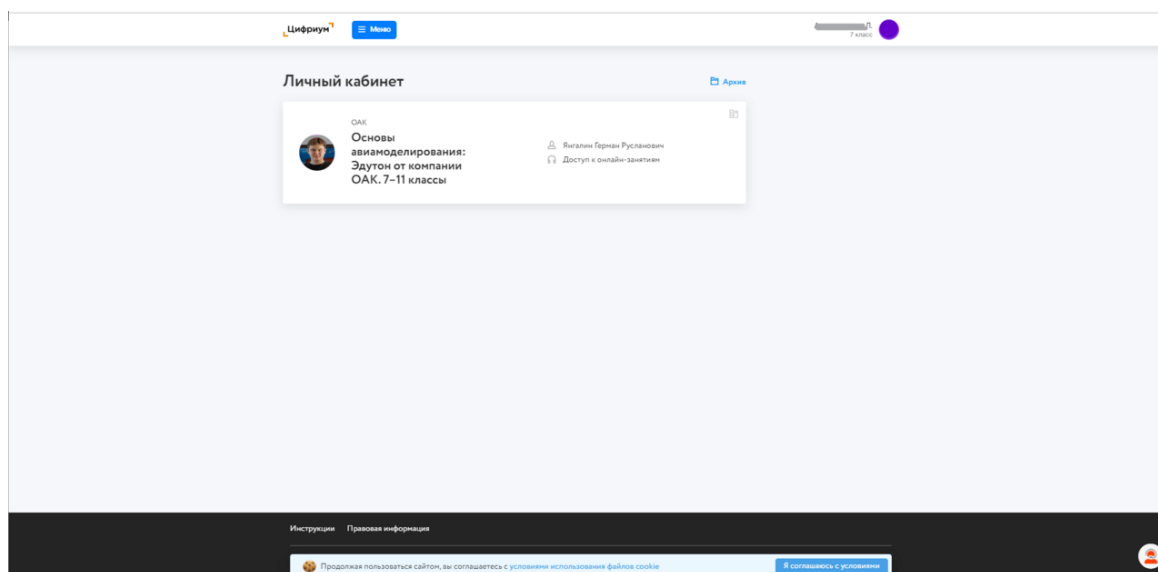 Цифриум
Меню
7 класс
Личный кабинет
Архив
ОАК
Основы
авиамоделирования:
Эдутон от компании
ОАК. 7–11 классы
Янгалин Герман Русланович
Доступ к онлайн-занятиям
Инструкции Правовая информация
Продолжая пользоваться сайтом, вы соглашаетесь с условиями использования файлов cookie
Я соглашаюсь с условиями